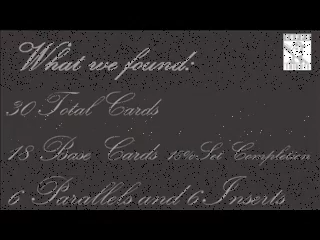 What we found:
30 Total Cards
18 Base Cards 16% Set Completion
6 Parallels and 6 Inserts